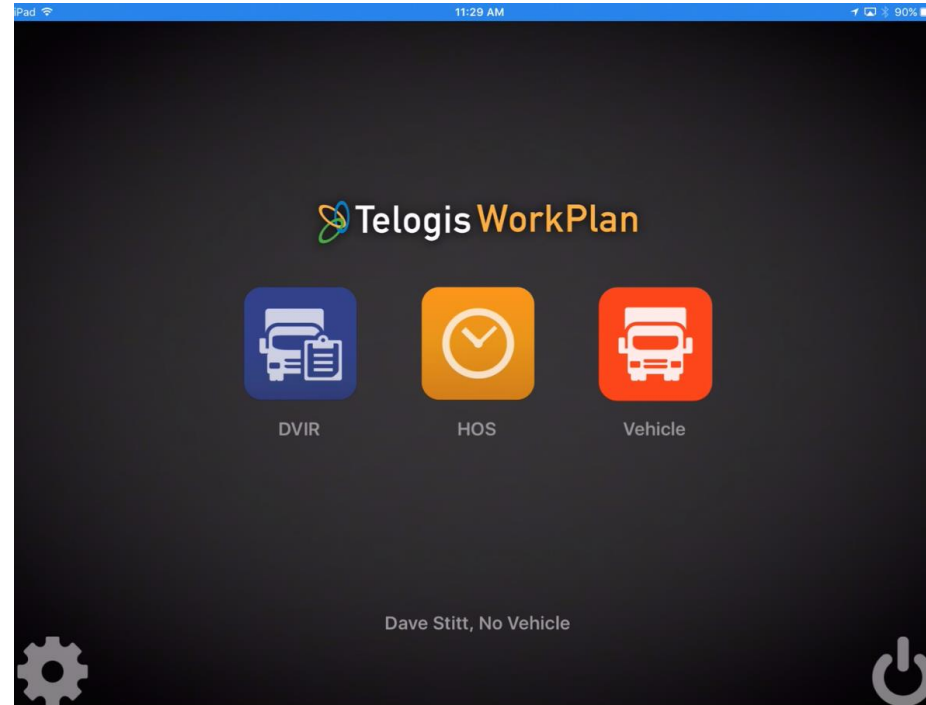 iPad 11:29 AM 90%
Telogis WorkPlan
DVIR HOS Vehicle
Dave Stitt, No Vehicle